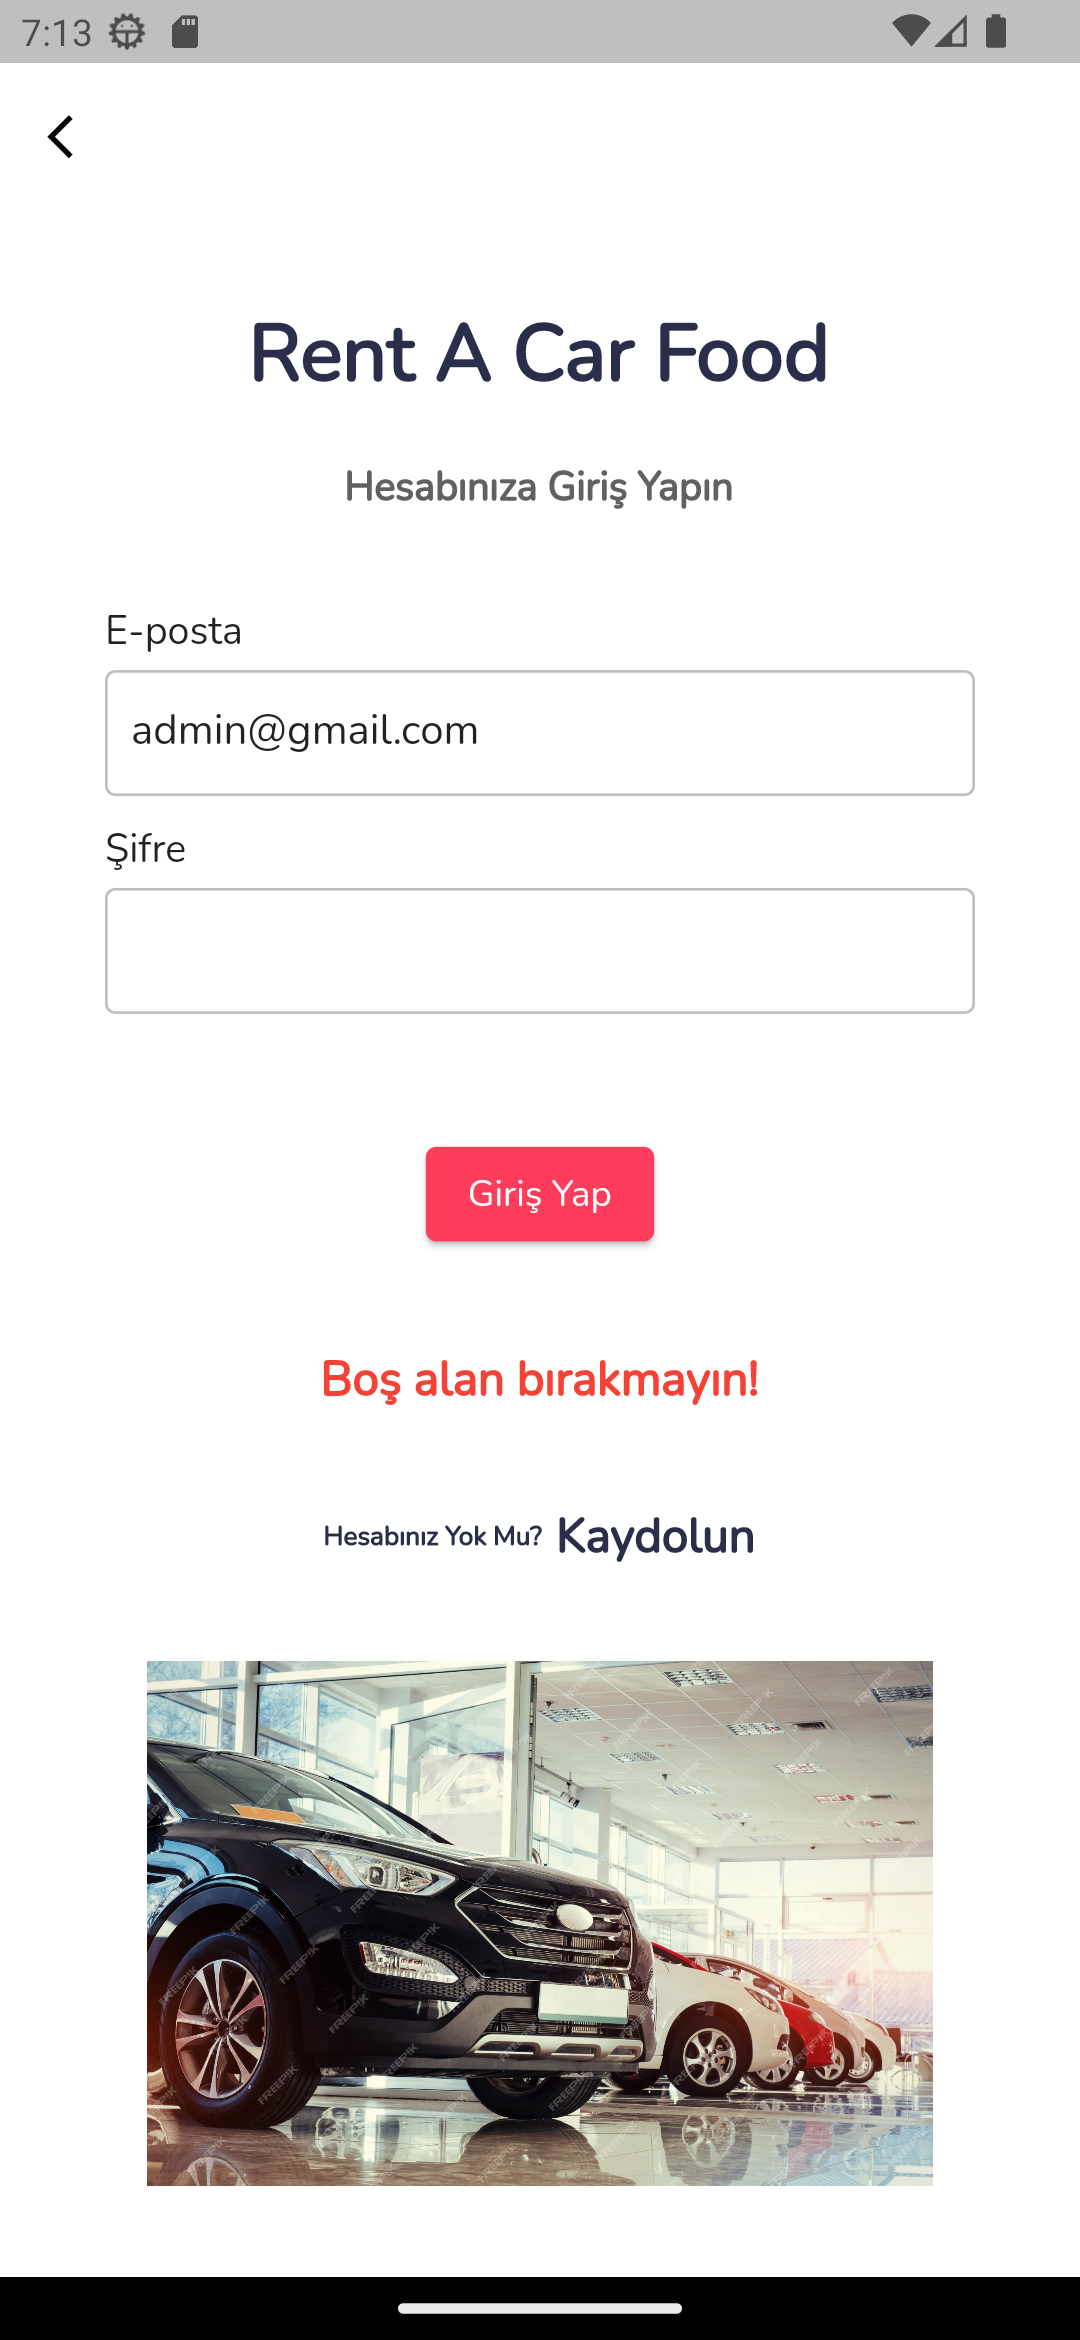 7:13
Rent A Car Food
Hesabınıza Giriş Yapın
E-posta
admin@gmail.com
Şifre
Giriş Yap
Boş alan bırakmayın!
Hesabınız Yok Mu? Kaydolun
FREEPIK